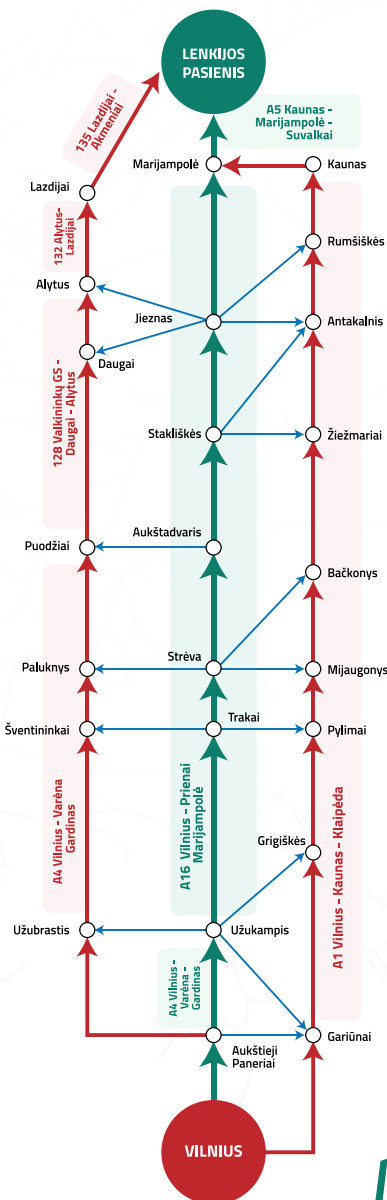 LENKIJOS
PASIENIS
A5 Kaunas -
Marijampolė -
Suvalkai
135 Lazdijai -
Akmeniai
Marijampolė
Kaunas
Lazdijai
132 Alytus-
Lazdijai
Rumšiškės
Alytus
Jieznas
Antakalnis
Daugai
128 Valkininkų GS -
Daugai - Alytus
Stakliškės
Žiežmariai
Puodžiai
Aukštadvaris
Bačkonys
Paluknys
Strėva
Mijaugonys
Šventininkai
Trakai
Pylimai
A4 Vilnius - Varėna
Gardinas
A16 Vilnius - Prienai
Marijampolė
A1 Vilnius - Kaunas - Klaipėda
Grigiškės
Užubrastis
Užukampis
A4 Vilnius -
Varėna -
Gardinas
Aukštieji
Paneriai
Gariūnai
VILNIUS